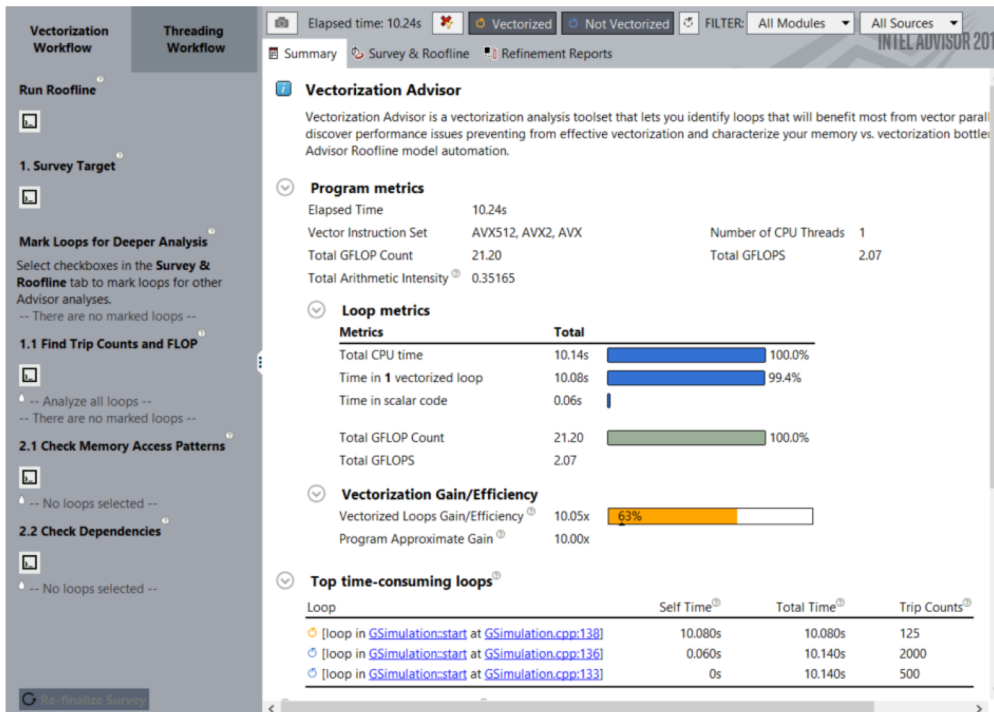 Vectorization Workflow
Threading Workflow
Run Roofline
1. Survey Target
Mark Loops for Deeper Analysis
Select checkboxes in the Survey &
Roofline tab to mark loops for other
Advisor analyses.
-- There are no marked loops --
1.1 Find Trip Counts and FLOP
-- Analyze all loops --
-- There are no marked loops --
2.1 Check Memory Access Patterns
-- No loops selected --
2.2 Check Dependencies
-- No loops selected --
Re-finalize Survey
Elapsed time: 10.24s Vectorized Not Vectorized FILTER: All Modules All Sources
INTEL ADVISOR 201
Summary Survey & Roofline Refinement Reports
Vectorization Advisor
Vectorization Advisor is a vectorization analysis toolset that lets you identify loops that will benefit most from vector parall
discover performance issues preventing from effective vectorization and characterize your memory vs. vectorization bottle
Advisor Roofline model automation.
Program metrics
Elapsed Time 10.24s
Vector Instruction Set AVX512, AVX2, AVX Number of CPU Threads 1
Total GFLOP Count 21.20 Total GFLOPS 2.07
Total Arithmetic Intensity 0.35165
Loop metrics
Metrics Total
Total CPU time 10.14s 100.0%
Time in 1 vectorized loop 10.08s 99.4%
Time in scalar code 0.06s
Total GFLOP Count 21.20 100.0%
Total GFLOPS 2.07
Vectorization Gain/Efficiency
Vectorized Loops Gain/Efficiency 10.05x 63%
Program Approximate Gain 10.00x
Top time-consuming loops
Loop Self Time Total Time Trip Counts
[loop in GSimulation::start at GSimulation.cpp:138] 10.080s 10.080s 125
[loop in GSimulation::start at GSimulation.cpp:136] 0.060s 10.140s 2000
[loop in GSimulation::start at GSimulation.cpp:133] 0s 10.140s 500